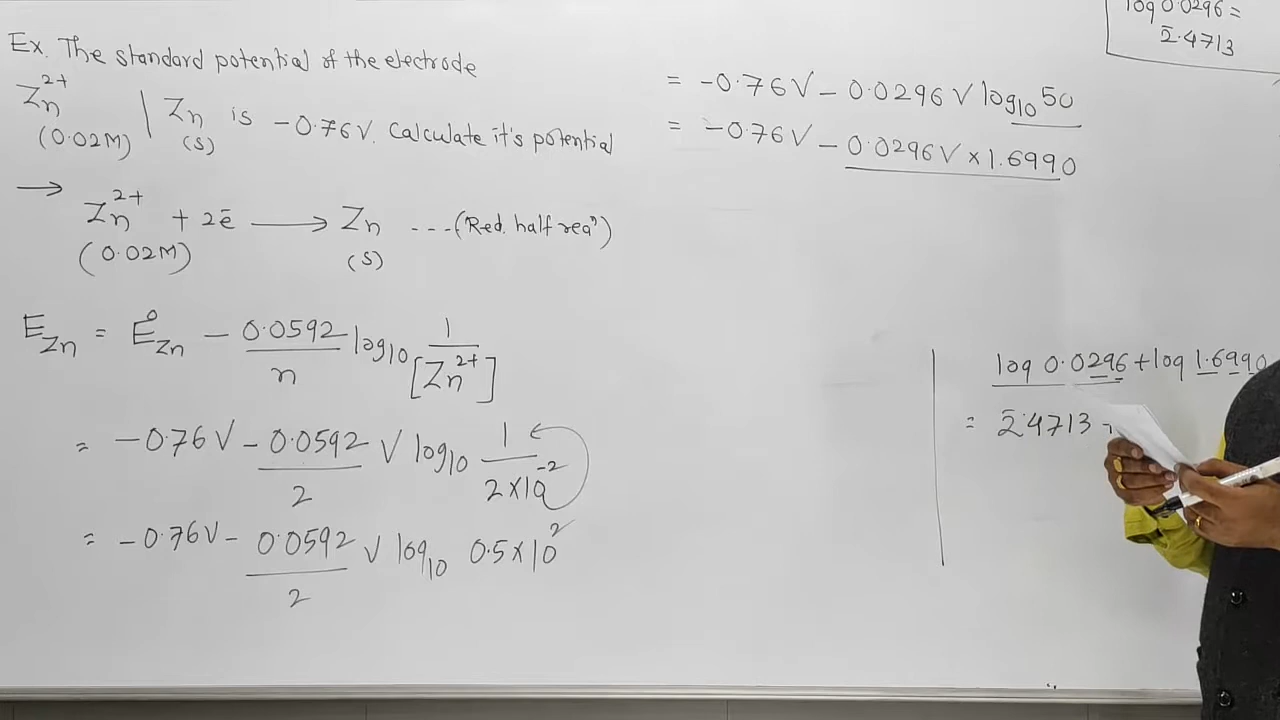 Ex. The standard potential of the electrode
Zn²⁺ | Zn is -0.76V. Calculate it's potential
(0.02M) (s)
→ Zn²⁺ + 2ē ⟶ Zn ---(Red. half reaⁿ)
(0.02M) (s)
E_Zn = E°_Zn - 0.0592/n log₁₀ 1/[Zn²⁺]
= -0.76V - 0.0592/2 V log₁₀ 1/2×10⁻²
= -0.76V - 0.0592/2 V log₁₀ 0.5×10²
= -0.76V - 0.0296V log₁₀ 50
= -0.76V - 0.0296V × 1.6990
log 0.0296 =
2̄.4713
log 0.0296 + log 1.6990
= 2̄.4713